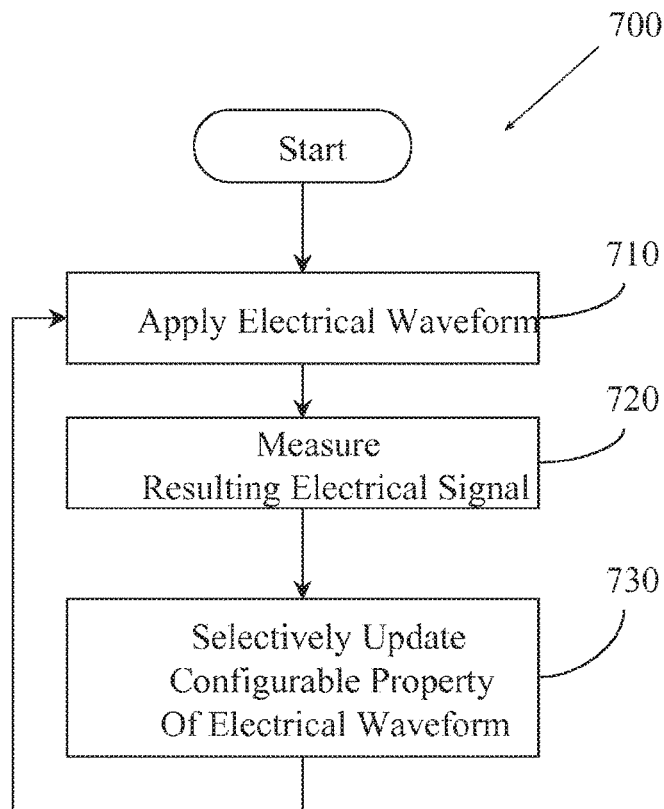 700
Start
710
Apply Electrical Waveform
720
Measure
Resulting Electrical Signal
730
Selectively Update
Configurable Property
Of Electrical Waveform